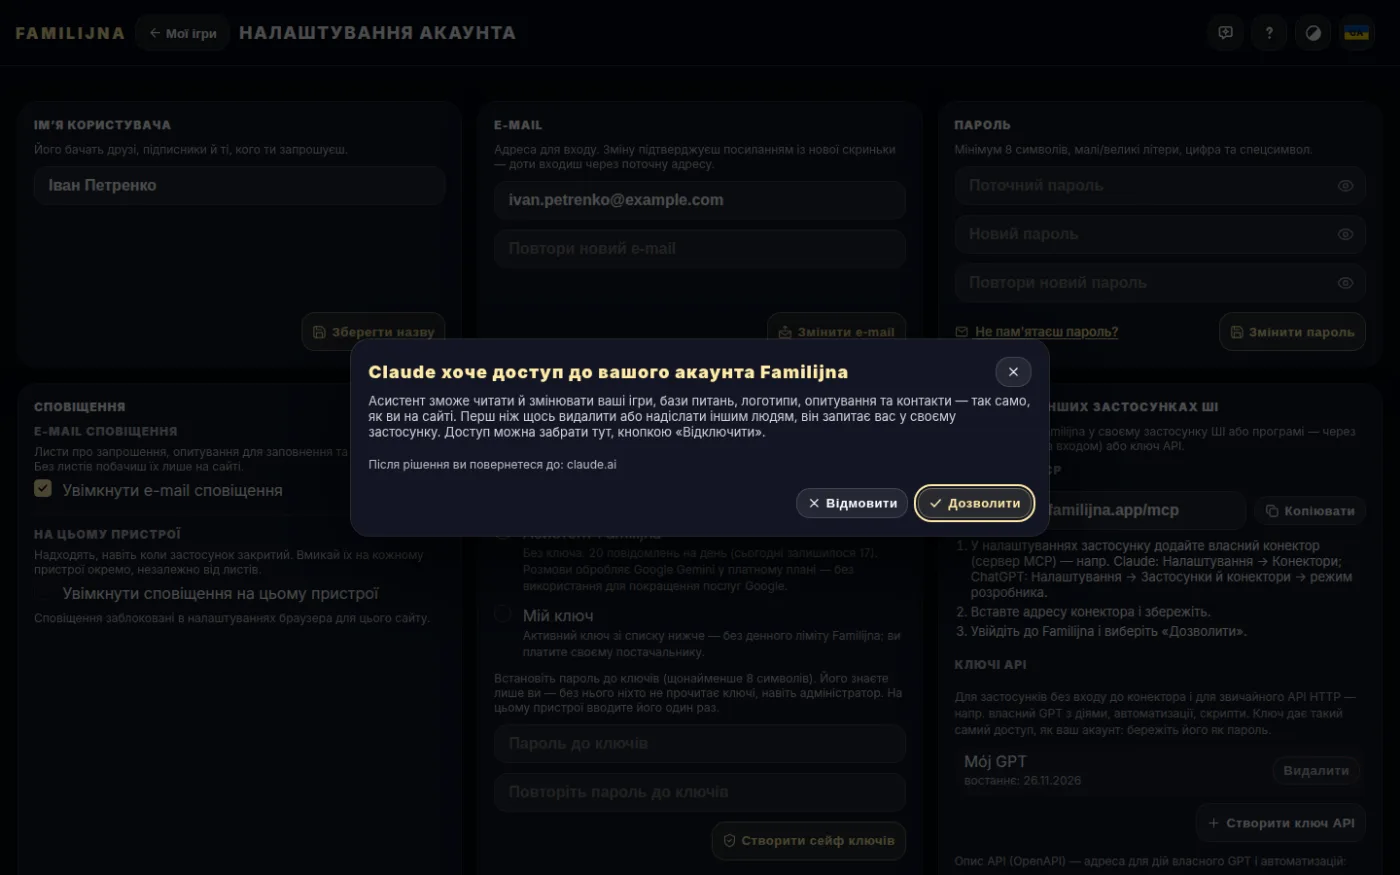 FAMILIJNA
← Мої ігри
НАЛАШТУВАННЯ АКАУНТА
?
ІМ'Я КОРИСТУВАЧА
Його бачать друзі, підписники й ті, кого ти запрошуєш.
Іван Петренко
Зберегти назву
E-MAIL
Адреса для входу. Зміну підтверджуєш посиланням із нової скриньки
— доти входиш через поточну адресу.
ivan.petrenko@example.com
Повтори новий e-mail
Змінити e-mail
ПАРОЛЬ
Мінімум 8 символів, малі/великі літери, цифра та спецсимвол.
Поточний пароль
Новий пароль
Повтори новий пароль
Не пам'ятаєш пароль?
Змінити пароль
Claude хоче доступ до вашого акаунта Familijna
Асистент зможе читати й змінювати ваші ігри, бази питань, логотипи, опитування та контакти — так само,
як ви на сайті. Перш ніж щось видалити або надіслати іншим людям, він запитає вас у своєму
застосунку. Доступ можна забрати тут, кнопкою «Відключити».
Після рішення ви повернетеся до: claude.ai
Відмовити
Дозволити
СПОВІЩЕННЯ
E-MAIL СПОВІЩЕННЯ
Листи про запрошення, опитування для заповнення та
Без листів побачиш їх лише на сайті.
Увімкнути e-mail сповіщення
НА ЦЬОМУ ПРИСТРОЇ
Надходять, навіть коли застосунок закритий. Вмикай їх на кожному
пристрої окремо, незалежно від листів.
Увімкнути сповіщення на цьому пристрої
Сповіщення заблоковані в налаштуваннях браузера для цього сайту.
Без ключа: 20 повідомлень на день (сьогодні залишилося 17).
Розмови обробляє Google Gemini у платному плані — без
використання для покращення послуг Google.
Мій ключ
Активний ключ зі списку нижче — без денного ліміту Familijna; ви
платите своєму постачальнику.
Встановіть пароль до ключів (щонайменше 8 символів). Його знаєте
лише ви — без нього ніхто не прочитає ключі, навіть адміністратор. На
цьому пристрої вводите його один раз.
Пароль до ключів
Повторіть пароль до ключів
Створити сейф ключів
НШИХ ЗАСТОСУНКАХ ШІ
milijna у своєму застосунку ШІ або програмі — через
входом) або ключ API.
CP
familijna.app/mcp
Копіювати
1. У налаштуваннях застосунку додайте власний конектор
(сервер MCP) — напр. Claude: Налаштування → Конектори;
ChatGPT: Налаштування → Застосунки й конектори → режим
розробника.
2. Вставте адресу конектора і збережіть.
3. Увійдіть до Familijna і виберіть «Дозволити».
КЛЮЧІ API
Для застосунків без входу до конектора і для звичайного API HTTP —
напр. власний GPT з діями, автоматизації, скрипти. Ключ дає такий
самий доступ, як ваш акаунт: бережіть його як пароль.
Mój GPT
востаннє: 26.11.2026
Видалити
+ Створити ключ API
Опис API (OpenAPI) — адреса для дій власного GPT і автоматизацій: